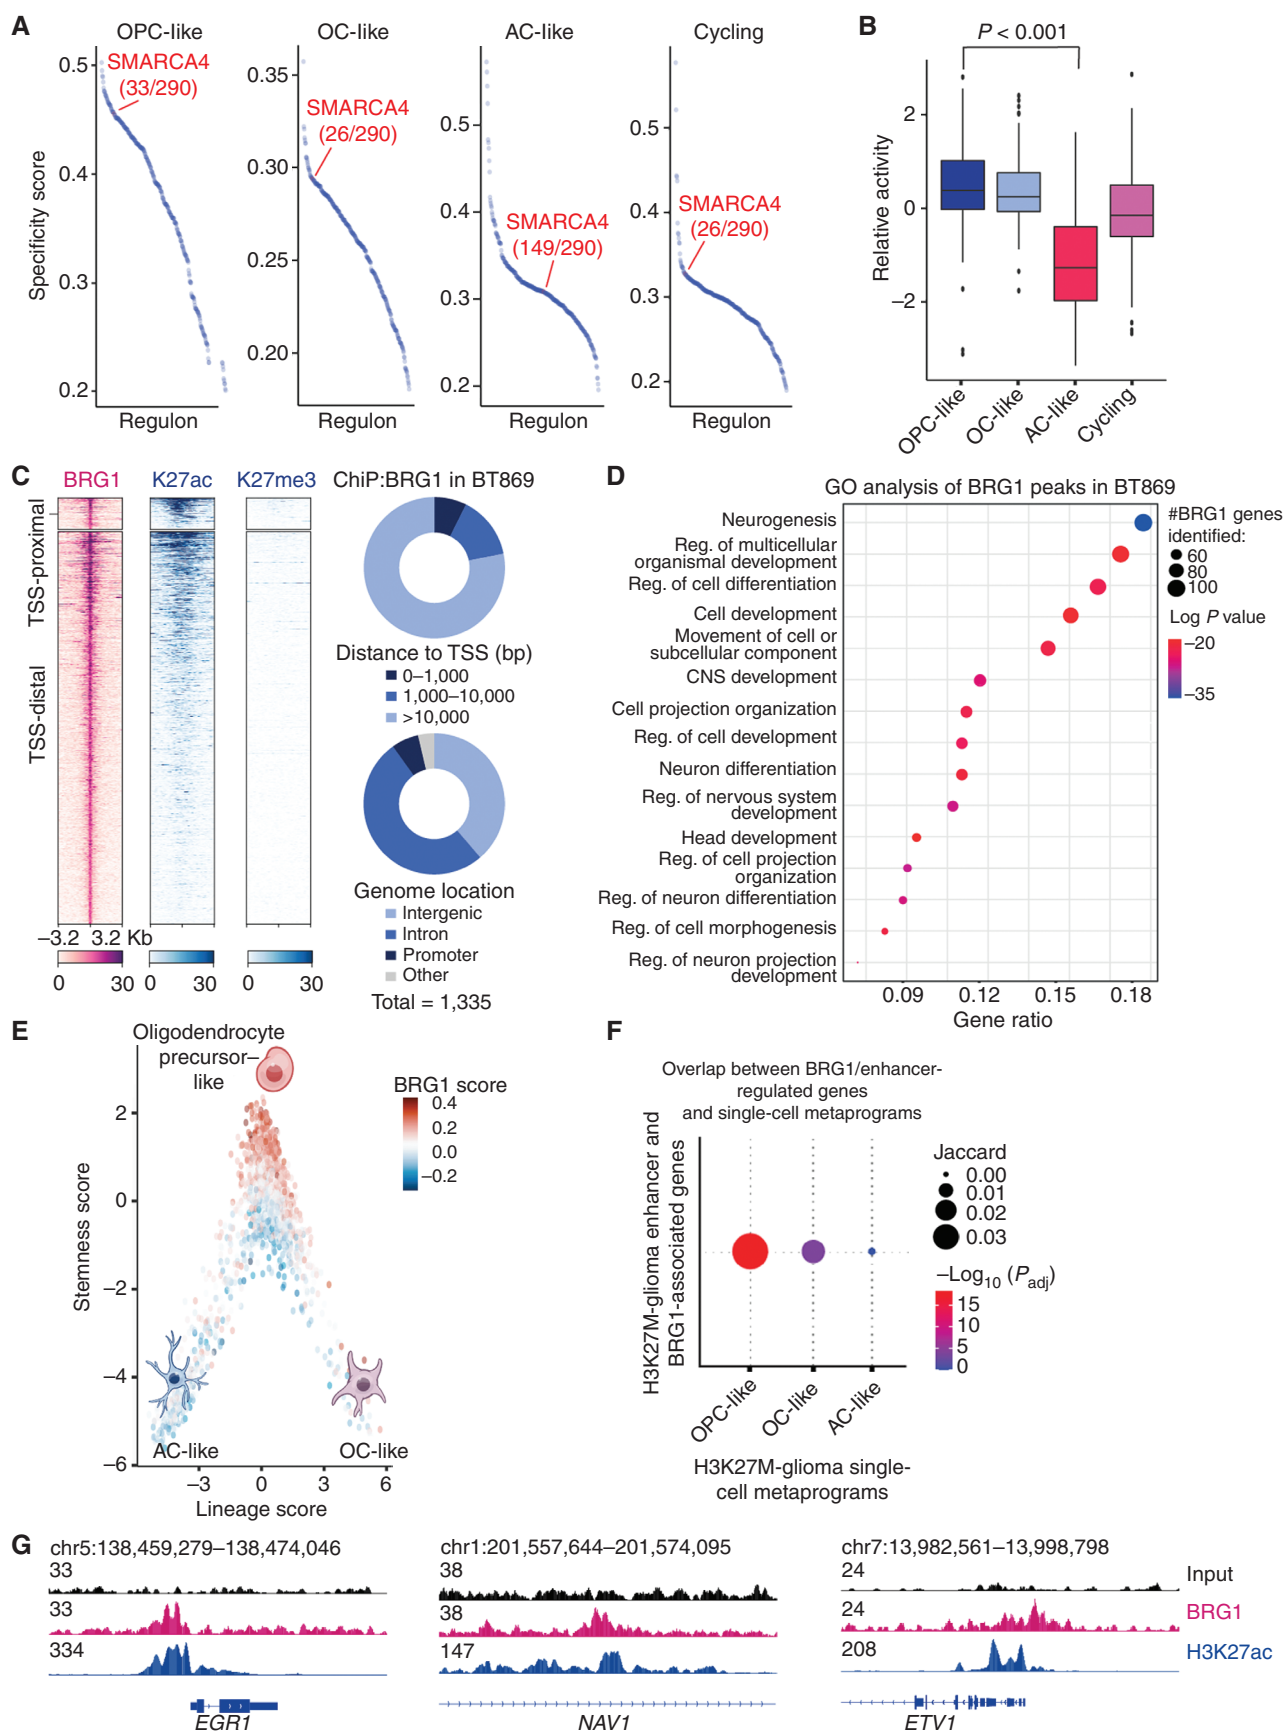 A
OPC-like
OC-like
AC-like
Cycling
Specificity score
0.5
0.4
0.3
0.2
SMARCA4
(33/290)
Regulon
0.35
0.30
0.25
0.20
SMARCA4
(26/290)
Regulon
0.5
0.4
0.3
0.2
SMARCA4
(149/290)
Regulon
0.5
0.4
0.3
0.2
SMARCA4
(26/290)
Regulon
B
P < 0.001
Relative activity
2
0
−2
OPC-like
OC-like
AC-like
Cycling
C
BRG1
K27ac
K27me3
TSS-proximal
TSS-distal
−3.2 3.2 Kb
0 30
0 30
0 30
ChiP:BRG1 in BT869
Distance to TSS (bp)
0–1,000
1,000–10,000
>10,000
Genome location
Intergenic
Intron
Promoter
Other
Total = 1,335
D
GO analysis of BRG1 peaks in BT869
Neurogenesis
Reg. of multicellular
organismal development
Reg. of cell differentiation
Cell development
Movement of cell or
subcellular component
CNS development
Cell projection organization
Reg. of cell development
Neuron differentiation
Reg. of nervous system
development
Head development
Reg. of cell projection
organization
Reg. of neuron differentiation
Reg. of cell morphogenesis
Reg. of neuron projection
development
0.09 0.12 0.15 0.18
Gene ratio
#BRG1 genes
identified:
60
80
100
Log P value
−20
−35
E
Oligodendrocyte
precursor–
like
Stemness score
2
0
−2
−4
−6
AC-like
OC-like
−3 0 3 6
Lineage score
BRG1 score
0.4
0.2
0.0
−0.2
F
Overlap between BRG1/enhancer-
regulated genes
and single-cell metaprograms
H3K27M-glioma enhancer and
BRG1-associated genes
OPC-like
OC-like
AC-like
H3K27M-glioma single-
cell metaprograms
Jaccard
0.00
0.01
0.02
0.03
−Log10 (Padj)
15
10
5
0
G
chr5:138,459,279–138,474,046
33
33
334
EGR1
chr1:201,557,644–201,574,095
38
38
147
NAV1
chr7:13,982,561–13,998,798
24
24
208
ETV1
Input
BRG1
H3K27ac